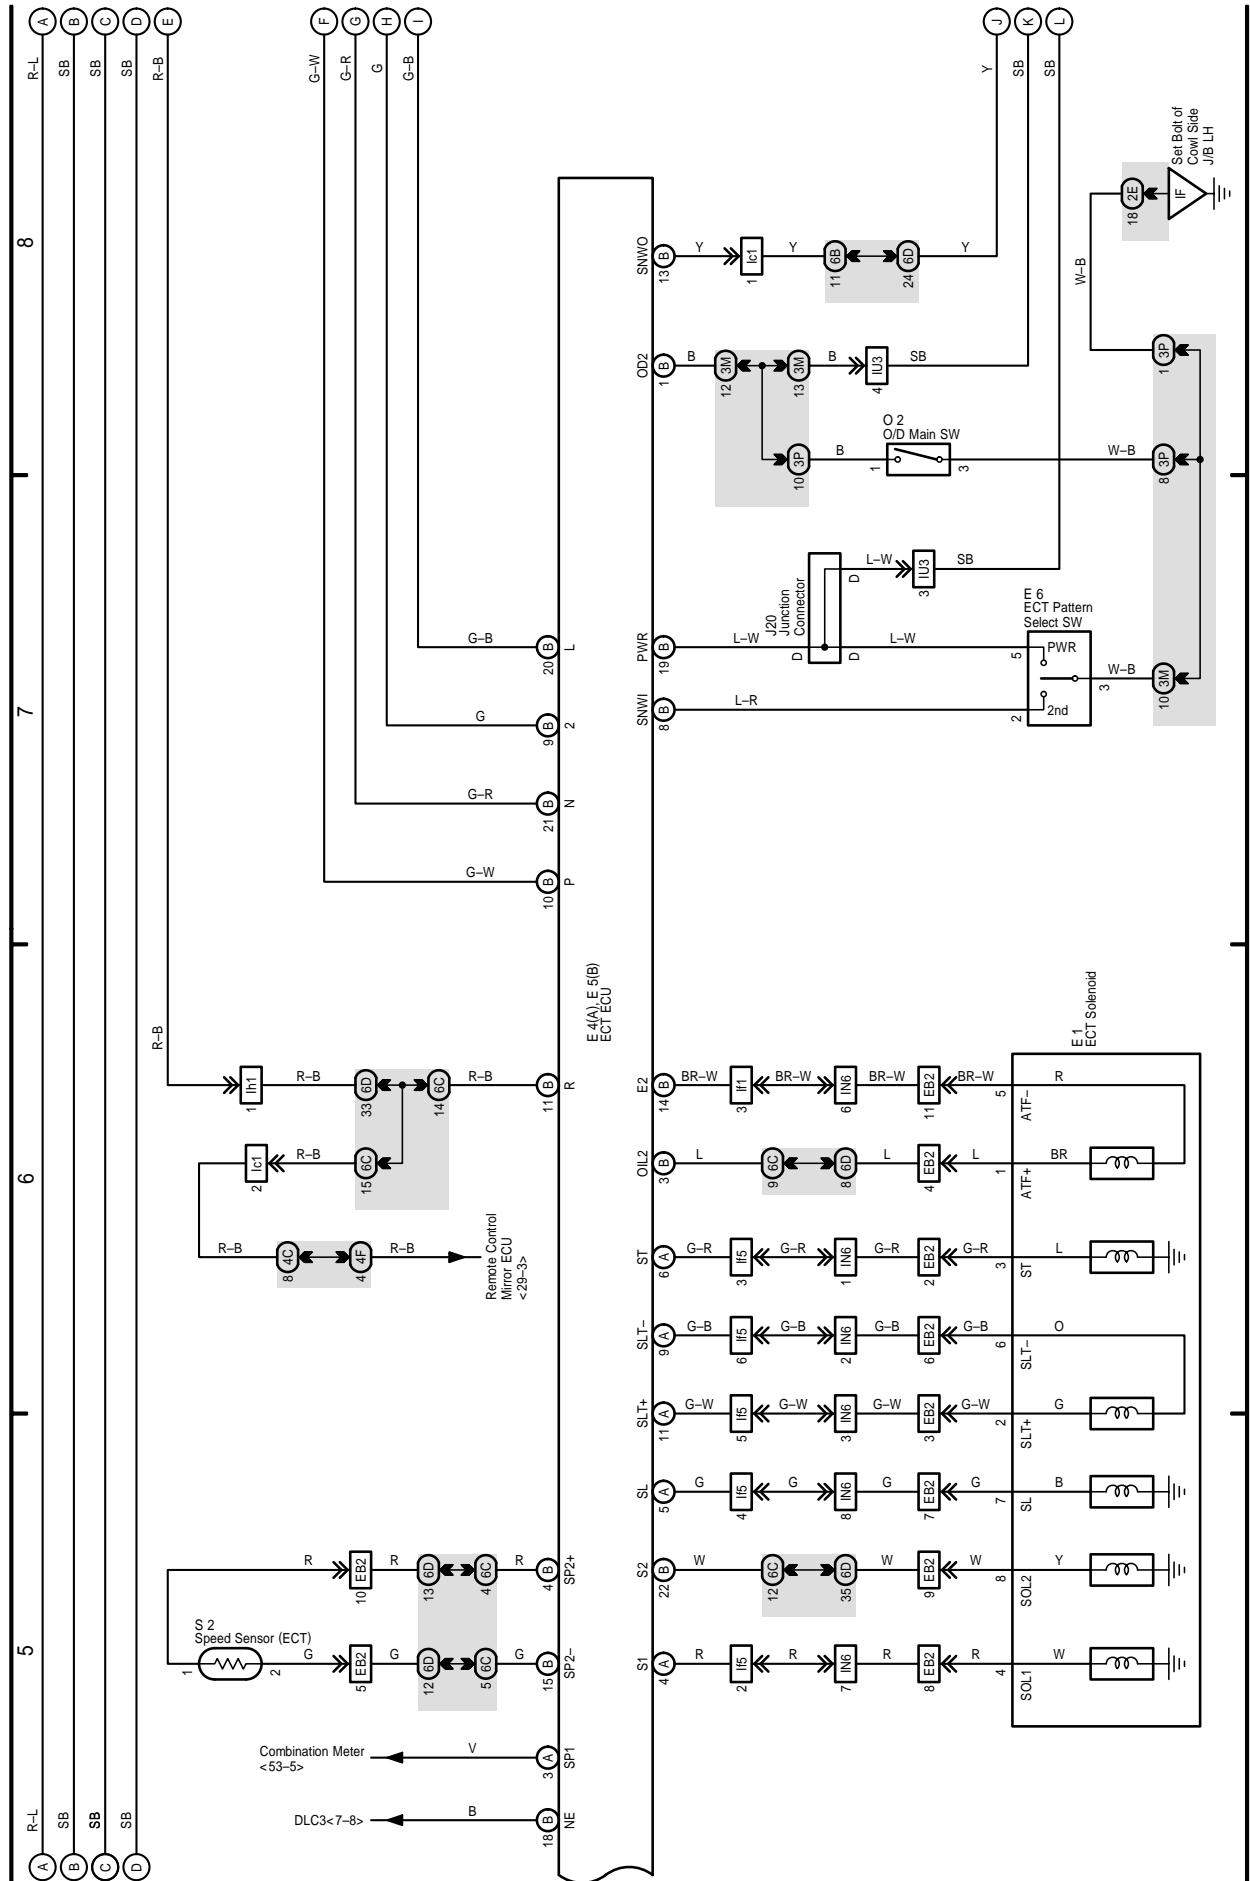 A
R–L
B
SB
C
SB
D
SB
E
R–B
F
G–W
G
G–R
H
G
I
G–B
J
Y
K
SB
L
SB
8
7
6
5
Set Bolt of
Cowl Side
J/B LH
IF
18
2E
W–B
SNWO
13
B
Y
1
Ic1
Y
11
6B
24
6D
Y
OD2
1
B
B
12
3M
13
3M
B
4
IU3
SB
10
3P
B
O 2
O/D Main SW
1
3
W–B
8
3P
1
3P
J20
Junction
Connector
D
D
D
L–W
3
IU3
SB
PWR
19
B
L–W
L–W
E 6
ECT Pattern
Select SW
5
PWR
2
2nd
3
W–B
10
3M
SNWI
8
B
L–R
G–B
20
B
L
G
9
B
2
G–R
21
B
N
G–W
10
B
P
E 4(A), E 5(B)
ECT ECU
R–B
1
Ih1
R–B
33
6D
14
6C
R–B
11
B
R
2
Ic1
R–B
15
6C
R–B
8
4C
4
4F
R–B
Remote Control
Mirror ECU
<29–3>
E 1
ECT Solenoid
E2
14
B
BR–W
3
If1
BR–W
6
IN6
BR–W
11
EB2
BR–W
5
ATF–
R
OIL2
3
B
L
9
6C
8
6D
L
4
EB2
L
1
ATF+
BR
ST
6
A
G–R
3
If5
G–R
1
IN6
G–R
2
EB2
G–R
3
ST
L
SLT–
9
A
G–B
6
If5
G–B
2
IN6
G–B
6
EB2
G–B
6
SLT–
O
SLT+
11
A
G–W
5
If5
G–W
3
IN6
G–W
3
EB2
G–W
2
SLT+
G
SL
5
A
G
4
If5
G
8
IN6
G
7
EB2
G
7
SL
B
R
10
EB2
R
13
6D
4
6C
R
4
B
SP2+
S2
22
B
W
12
6C
35
6D
W
9
EB2
W
8
SOL2
Y
S 2
Speed Sensor (ECT)
1
2
G
5
EB2
G
12
6D
5
6C
G
15
B
SP2–
S1
4
A
R
2
If5
R
7
IN6
R
8
EB2
R
4
SOL1
W
Combination Meter
<53–5>
V
3
A
SP1
DLC3<7–8>
B
18
B
NE
R–L
A
SB
B
SB
C
SB
D